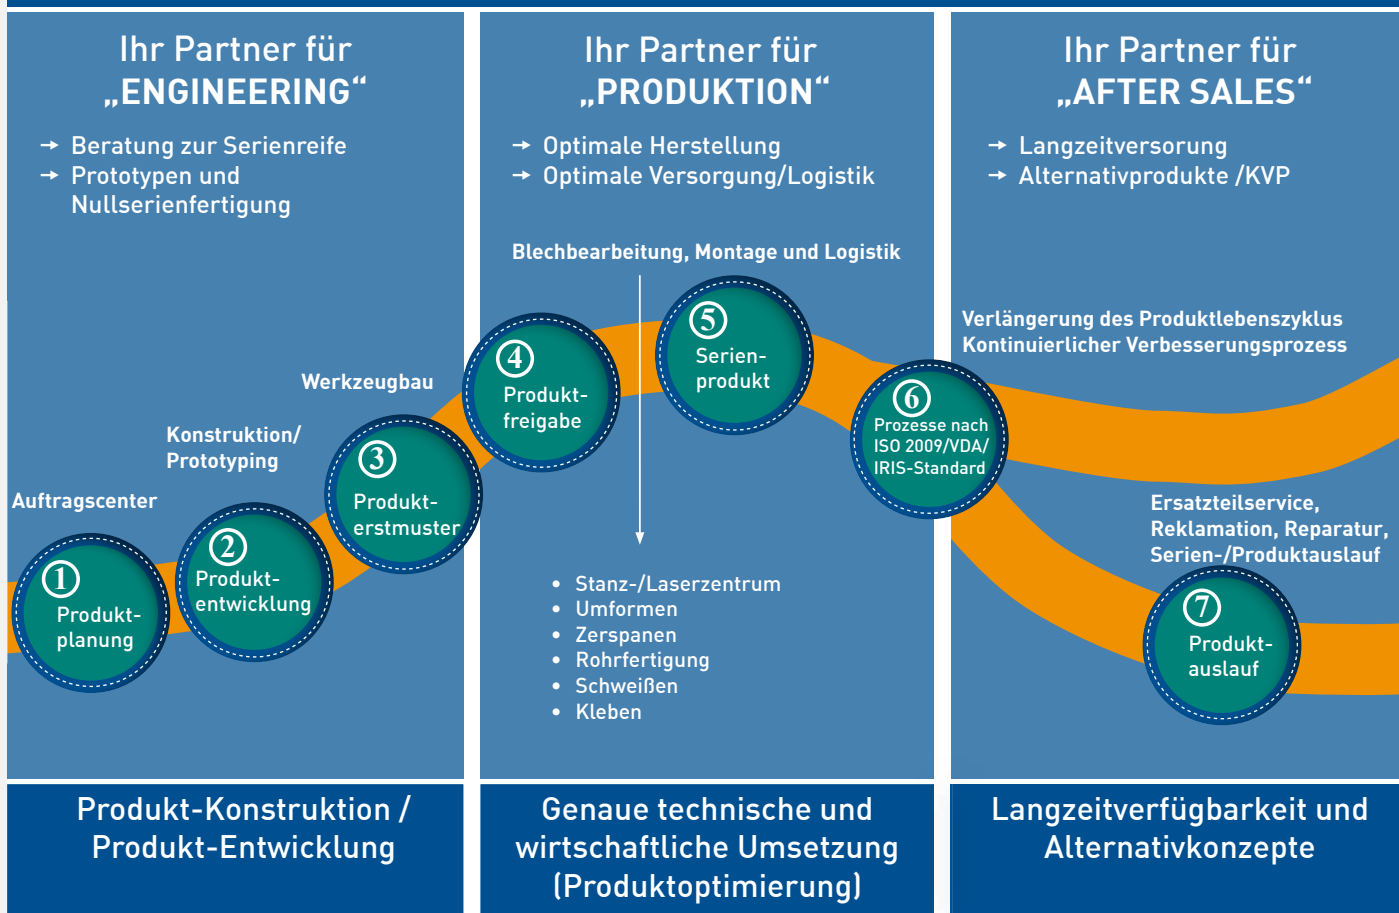 Ihr Partner für
„ENGINEERING“
→ Beratung zur Serienreife
→ Prototypen und
Nullserienfertigung
Auftragscenter
Konstruktion/
Prototyping
Werkzeugbau
1
Produkt-
planung
2
Produkt-
entwicklung
3
Produkt-
erstmuster
Produkt-Konstruktion /
Produkt-Entwicklung
Ihr Partner für
„PRODUKTION“
→ Optimale Herstellung
→ Optimale Versorgung/Logistik
Blechbearbeitung, Montage und Logistik
4
Produkt-
freigabe
5
Serien-
produkt
6
Prozesse nach
ISO 2009/VDA/
IRIS-Standard
• Stanz-/Laserzentrum
• Umformen
• Zerspanen
• Rohrfertigung
• Schweißen
• Kleben
Genaue technische und
wirtschaftliche Umsetzung
(Produktoptimierung)
Ihr Partner für
„AFTER SALES“
→ Langzeitversorung
→ Alternativprodukte /KVP
Verlängerung des Produktlebenszyklus
Kontinuierlicher Verbesserungsprozess
Ersatzteilservice,
Reklamation, Reparatur,
Serien-/Produktauslauf
7
Produkt-
auslauf
Langzeitverfügbarkeit und
Alternativkonzepte